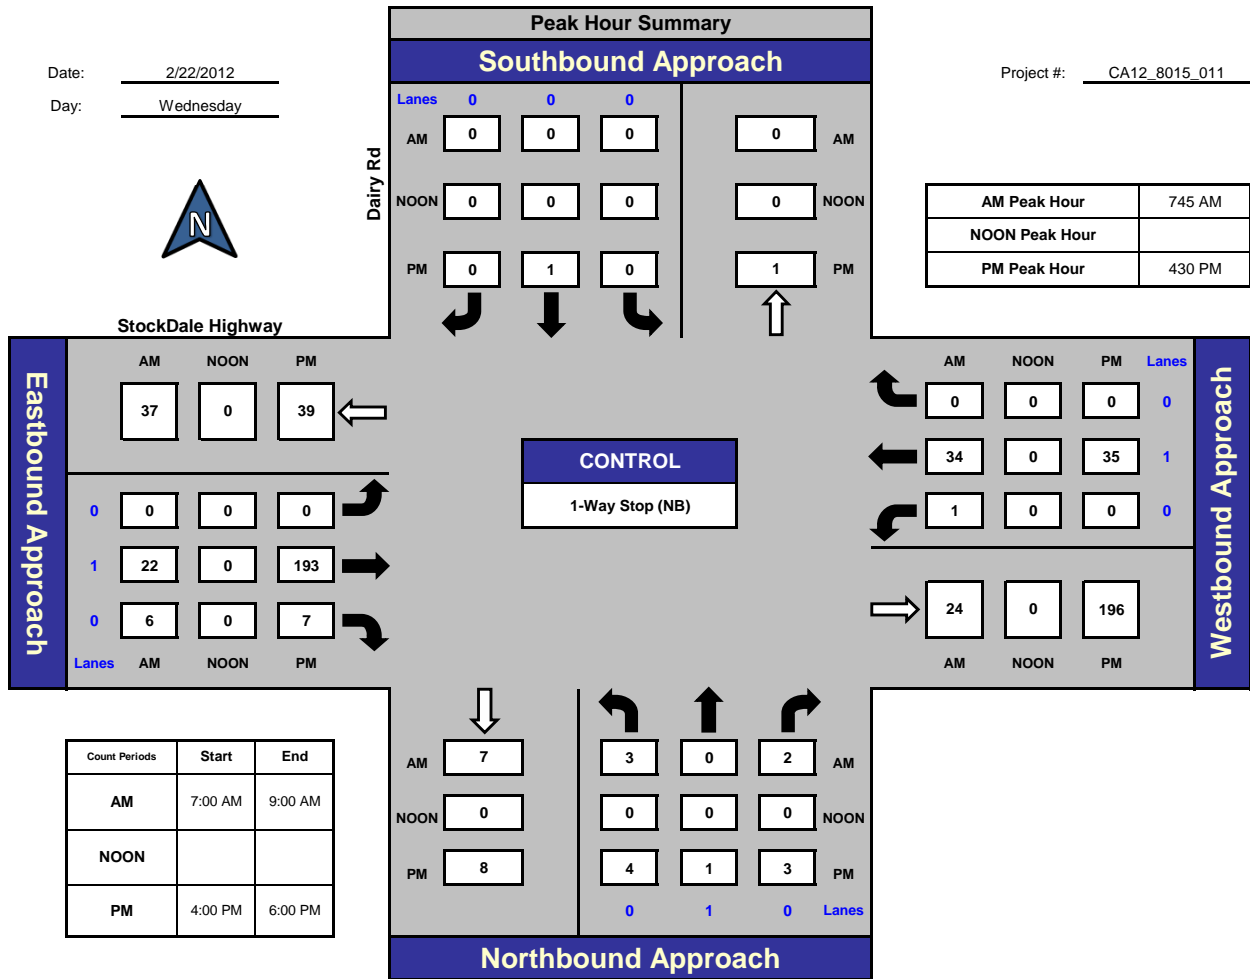 Peak Hour Summary
Southbound Approach
Date: 2/22/2012
Project #: CA12_8015_011
Day: Wednesday
Lanes 0 0 0
AM 0 0 0 0 AM
Dairy Rd
NOON 0 0 0 0 NOON
PM 0 1 0 1 PM
N
AM Peak Hour 745 AM
NOON Peak Hour
PM Peak Hour 430 PM
StockDale Highway
Eastbound Approach
AM NOON PM
37 0 39
0 0 0 0
1 22 0 193
0 6 0 7
Lanes AM NOON PM
CONTROL
1-Way Stop (NB)
AM NOON PM Lanes
0 0 0 0
34 0 35 1
1 0 0 0
24 0 196
AM NOON PM
Westbound Approach
Count Periods Start End
AM 7:00 AM 9:00 AM
NOON
PM 4:00 PM 6:00 PM
AM 7 3 0 2 AM
NOON 0 0 0 0 NOON
PM 8 4 1 3 PM
0 1 0 Lanes
Northbound Approach